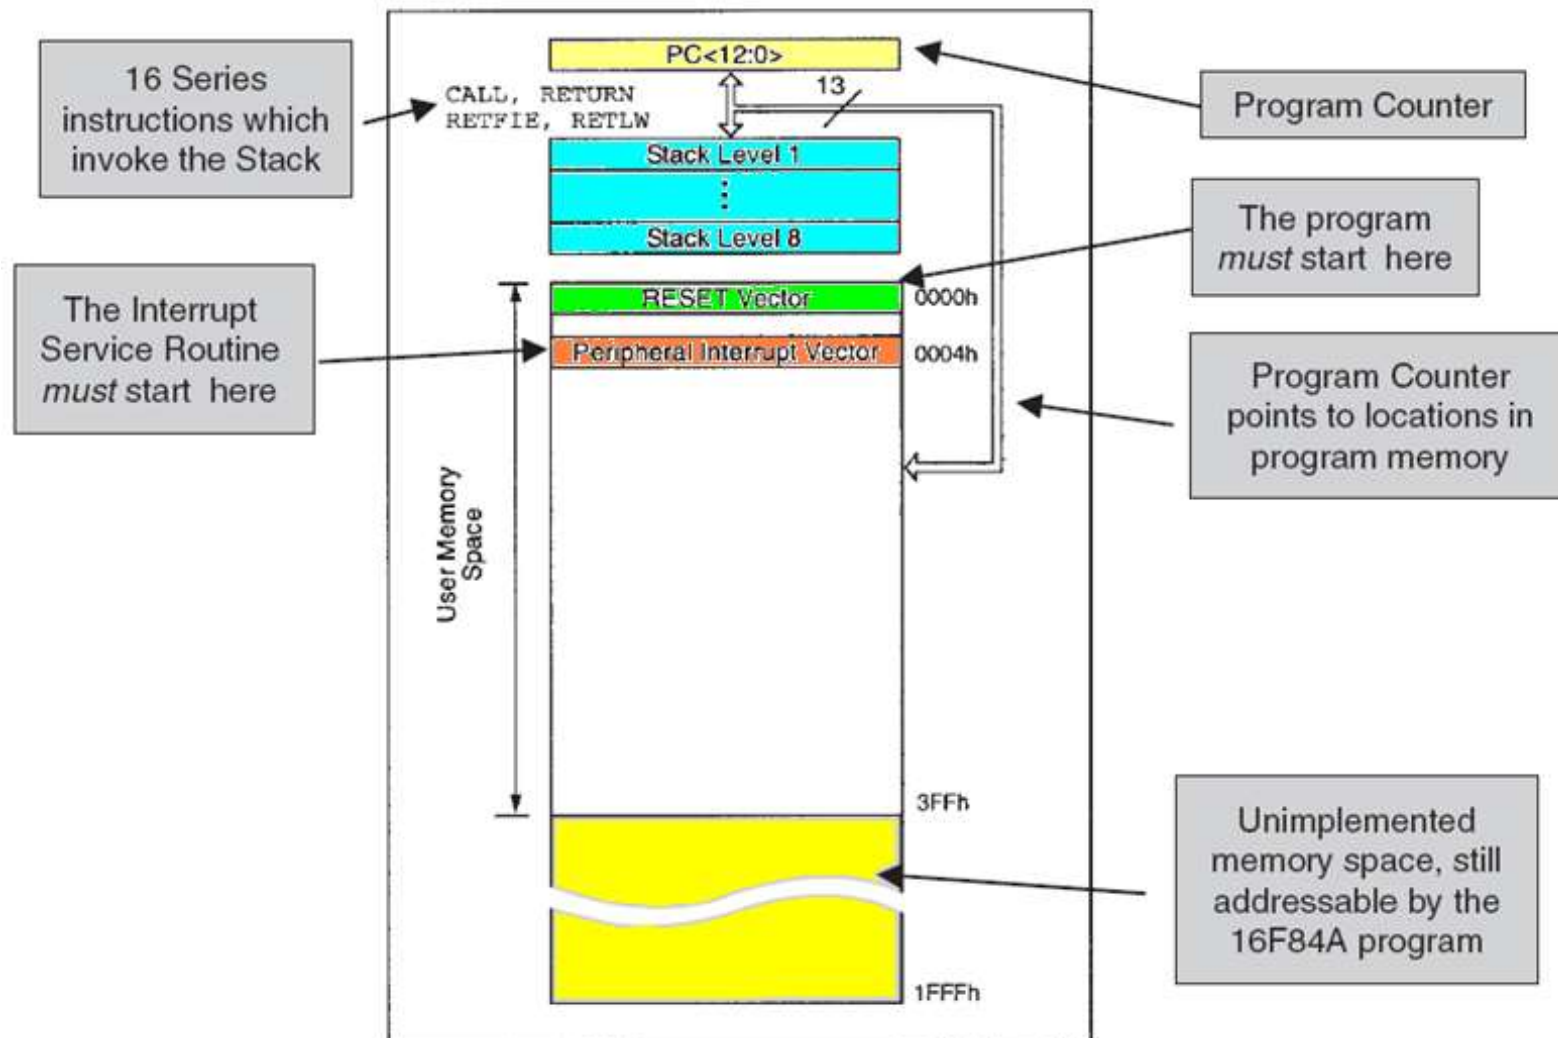 16 Series
instructions which
invoke the Stack
PC<12:0>
13
CALL, RETURN
RETFIE, RETLW
Program Counter
Stack Level 1
Stack Level 8
The program
must start here
The Interrupt
Service Routine
must start here
RESET Vector
0000h
Peripheral Interrupt Vector
0004h
Program Counter
points to locations in
program memory
User Memory
Space
3FFh
Unimplemented
memory space, still
addressable by the
16F84A program
1FFFh